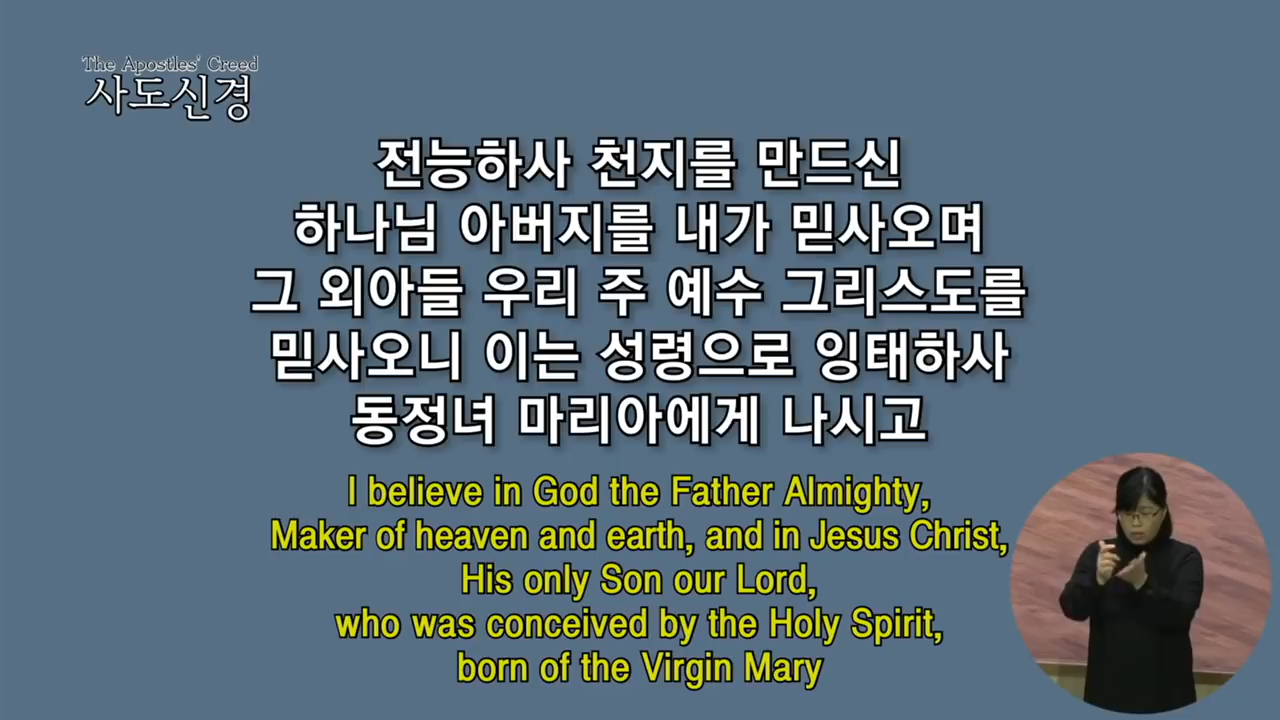 The Apostles' Creed
사도신경
전능하사 천지를 만드신
하나님 아버지를 내가 믿사오며
그 외아들 우리 주 예수 그리스도를
믿사오니 이는 성령으로 잉태하사
동정녀 마리아에게 나시고
I believe in God the Father Almighty,
Maker of heaven and earth, and in Jesus Christ,
His only Son our Lord,
who was conceived by the Holy Spirit,
born of the Virgin Mary